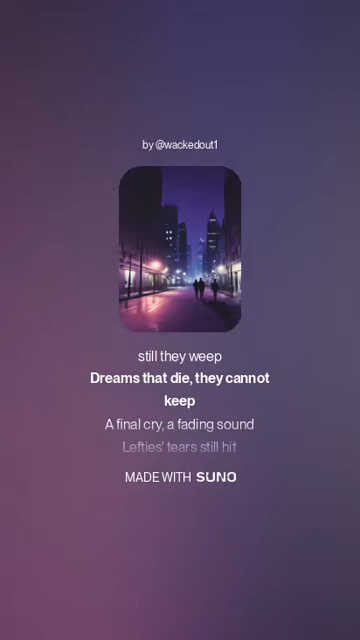 by @wackedout1
still they weep
Dreams that die, they cannot
keep
A final cry, a fading sound
Lefties' tears still hit
MADE WITH SUNO